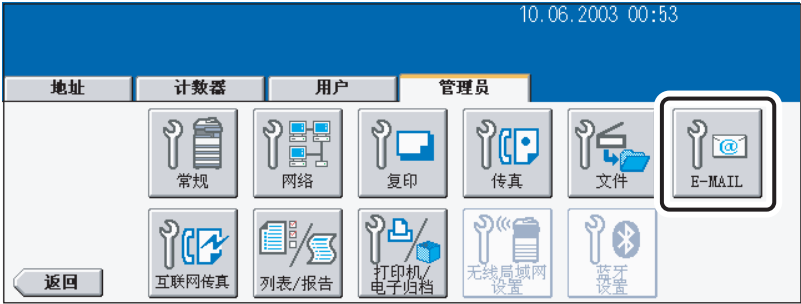 10.06.2003 00:53
地址 计数器 用户 管理员
常规 网络 复印 传真 文件 E-MAIL
互联网传真 列表/报告 打印机/
电子归档 无线局域网
设置 蓝牙
设置
返回